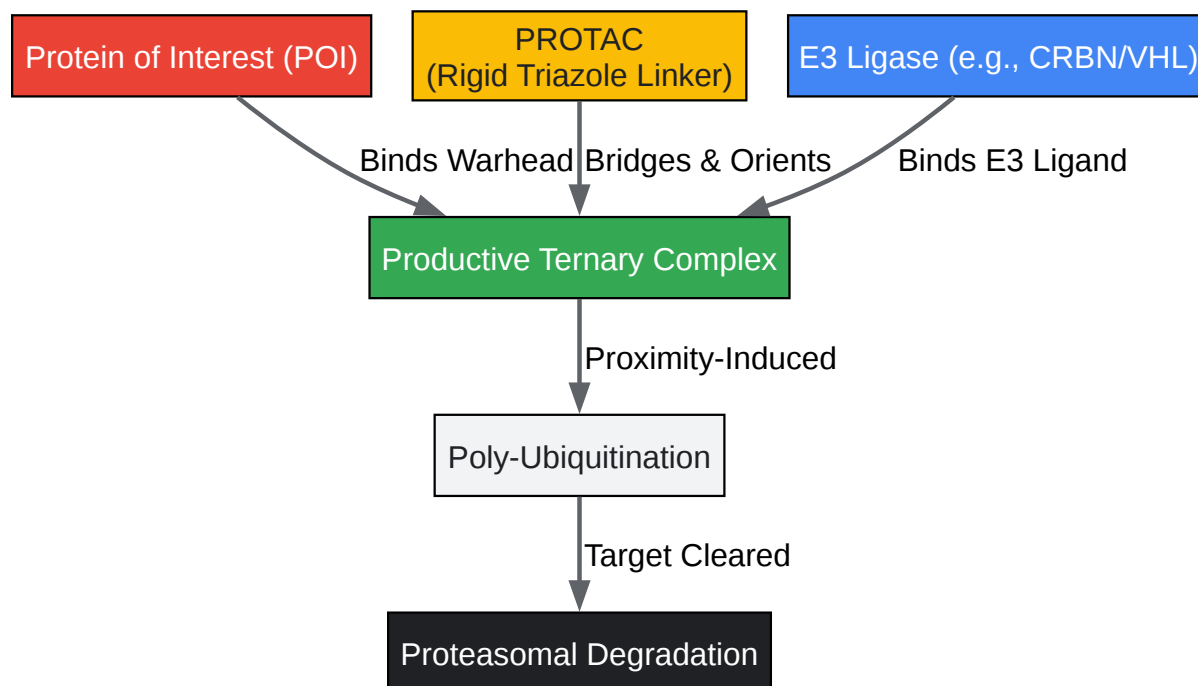 Protein of Interest (POI)
PROTAC
(Rigid Triazole Linker)
E3 Ligase (e.g., CRBN/VHL)
Binds Warhead
Bridges & Orients
Binds E3 Ligand
Productive Ternary Complex
Proximity-Induced
Poly-Ubiquitination
Target Cleared
Proteasomal Degradation